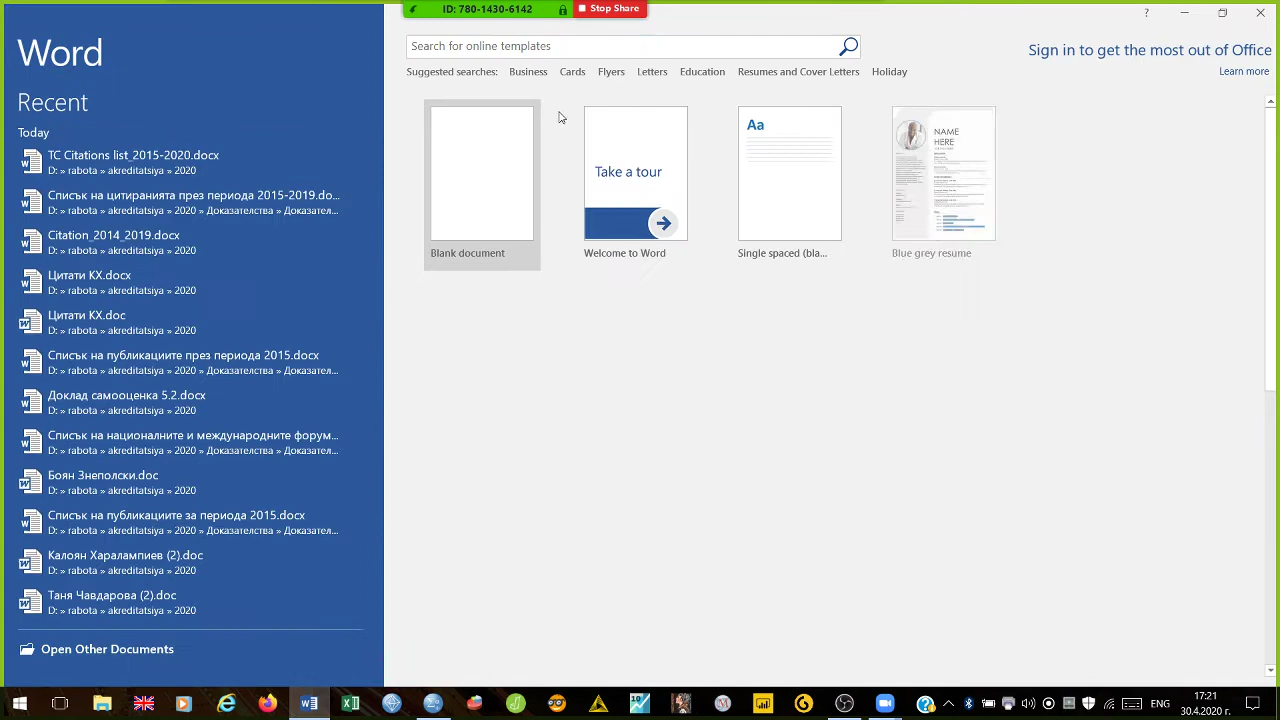 ID: 780-1430-6142
Stop Share
Word
Recent
Today
TC Citations list_2015_2020.docx
D: » rabota » akreditatsiya » 2020
Списък на публикациите през периода 2015-2019...
D: » rabota » akreditatsiya » 2020 » Доказателства » Доказател...
Citations 2014_2019.docx
D: » rabota » akreditatsiya » 2020
Цитати КХ.docx
D: » rabota » akreditatsiya » 2020
Цитати КХ.doc
D: » rabota » akreditatsiya » 2020
Списък на публикациите през периода 2015.docx
D: » rabota » akreditatsiya » 2020 » Доказателства » Доказател...
Доклад самооценка 5.2.docx
D: » rabota » akreditatsiya » 2020
Списък на националните и международните форум...
D: » rabota » akreditatsiya » 2020 » Доказателства » Доказател...
Боян Знеполски.doc
D: » rabota » akreditatsiya » 2020
Списък на публикациите за периода 2015.docx
D: » rabota » akreditatsiya » 2020 » Доказателства » Доказател...
Калоян Харалампиев (2).doc
D: » rabota » akreditatsiya » 2020
Таня Чавдарова (2).doc
D: » rabota » akreditatsiya » 2020
Open Other Documents
Search for online templates
Sign in to get the most out of Office
Learn more
Suggested searches: Business Cards Flyers Letters Education Resumes and Cover Letters Holiday
Take a tour
Aa
NAME
HERE
Blank document
Welcome to Word
Single spaced (bla...
Blue grey resume
ENG
17:21
30.4.2020 г.